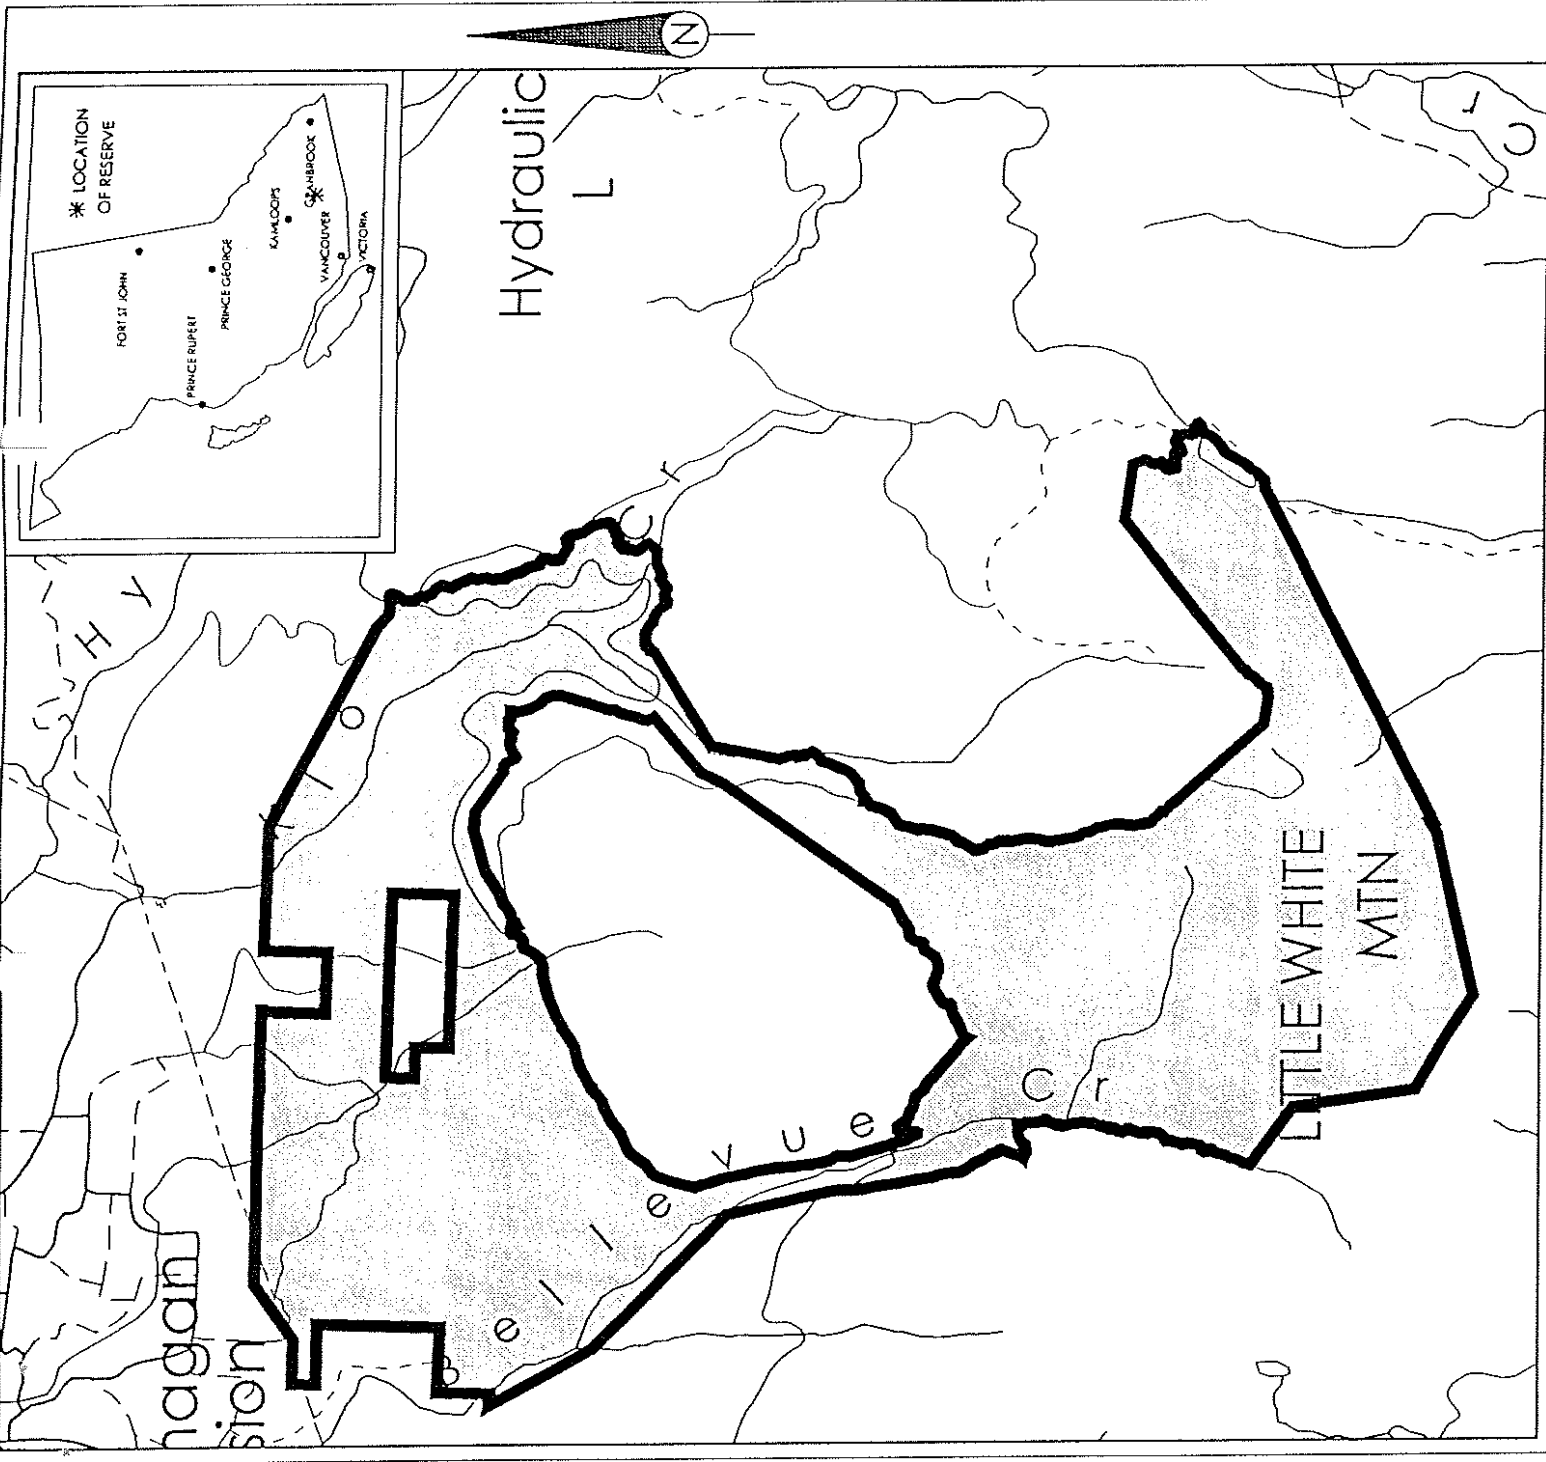 N
✳ LOCATION
OF RESERVE
FORT ST JOHN
PRINCE RUPERT
PRINCE GEORGE
KAMLOOPS
CRANBROOK
VANCOUVER
VICTORIA
Hydraulic
L
Cr
Hy
Cr
nagan
sion
Bellevue Cr
LITTLE WHITE
MTN